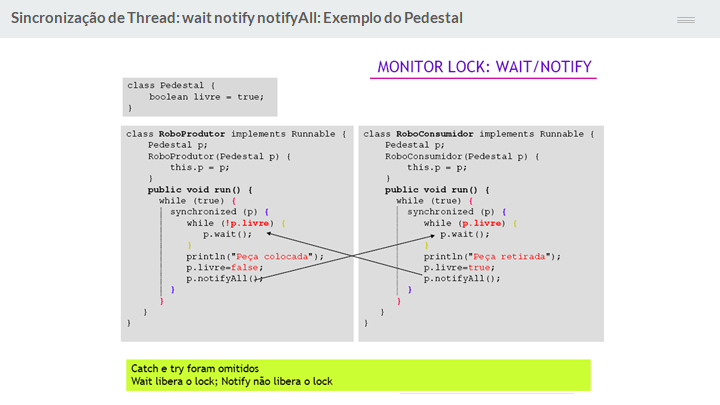 Sincronização de Thread: wait notify notifyAll: Exemplo do Pedestal
MONITOR LOCK: WAIT/NOTIFY
class Pedestal {
boolean livre = true;
}
class RoboProdutor implements Runnable {
Pedestal p;
RoboProdutor(Pedestal p) {
this.p = p;
}
public void run() {
while (true) {
synchronized (p) {
while (!p.livre) {
p.wait();
}
println("Peça colocada");
p.livre=false;
p.notifyAll();
}
}
}
}
class RoboConsumidor implements Runnable {
Pedestal p;
RoboConsumidor(Pedestal p) {
this.p = p;
}
public void run() {
while (true) {
synchronized (p) {
while (p.livre) {
p.wait();
}
println("Peça retirada");
p.livre=true;
p.notifyAll();
}
}
}
}
Catch e try foram omitidos
Wait libera o lock; Notify não libera o lock